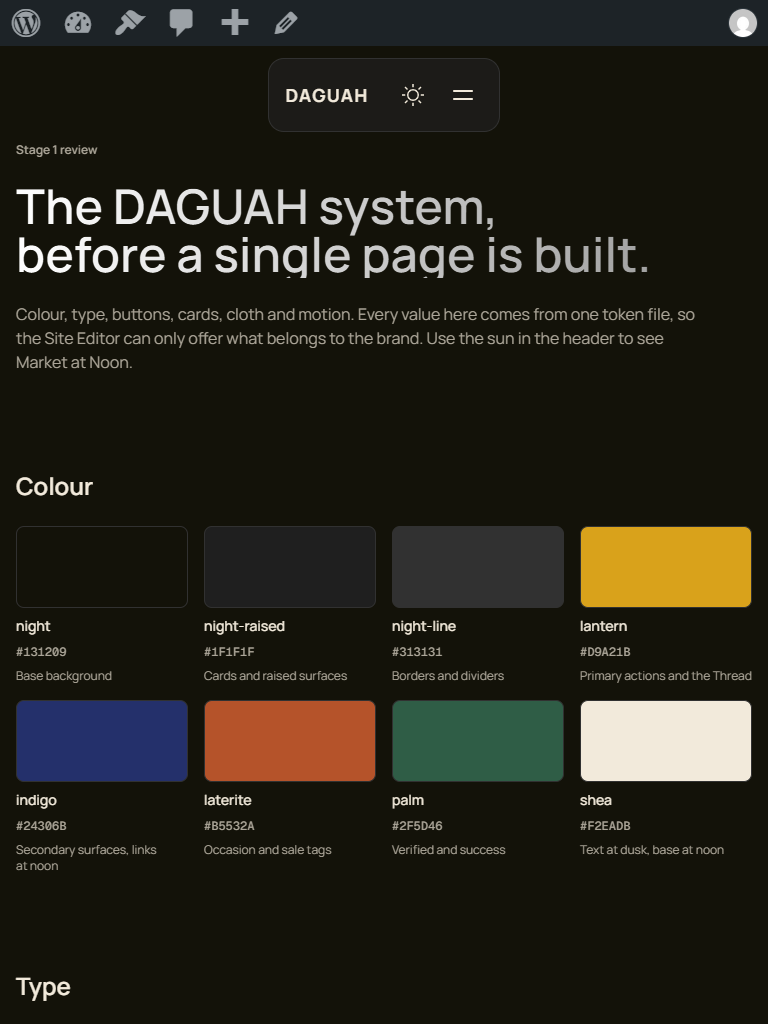 DAGUAH
Stage 1 review
The DAGUAH system,
before a single page is built.
Colour, type, buttons, cards, cloth and motion. Every value here comes from one token file, so
the Site Editor can only offer what belongs to the brand. Use the sun in the header to see
Market at Noon.
Colour
night
#131209
Base background
night-raised
#1F1F1F
Cards and raised surfaces
night-line
#313131
Borders and dividers
lantern
#D9A21B
Primary actions and the Thread
indigo
#24306B
Secondary surfaces, links
at noon
laterite
#B5532A
Occasion and sale tags
palm
#2F5D46
Verified and success
shea
#F2EADB
Text at dusk, base at noon
Type